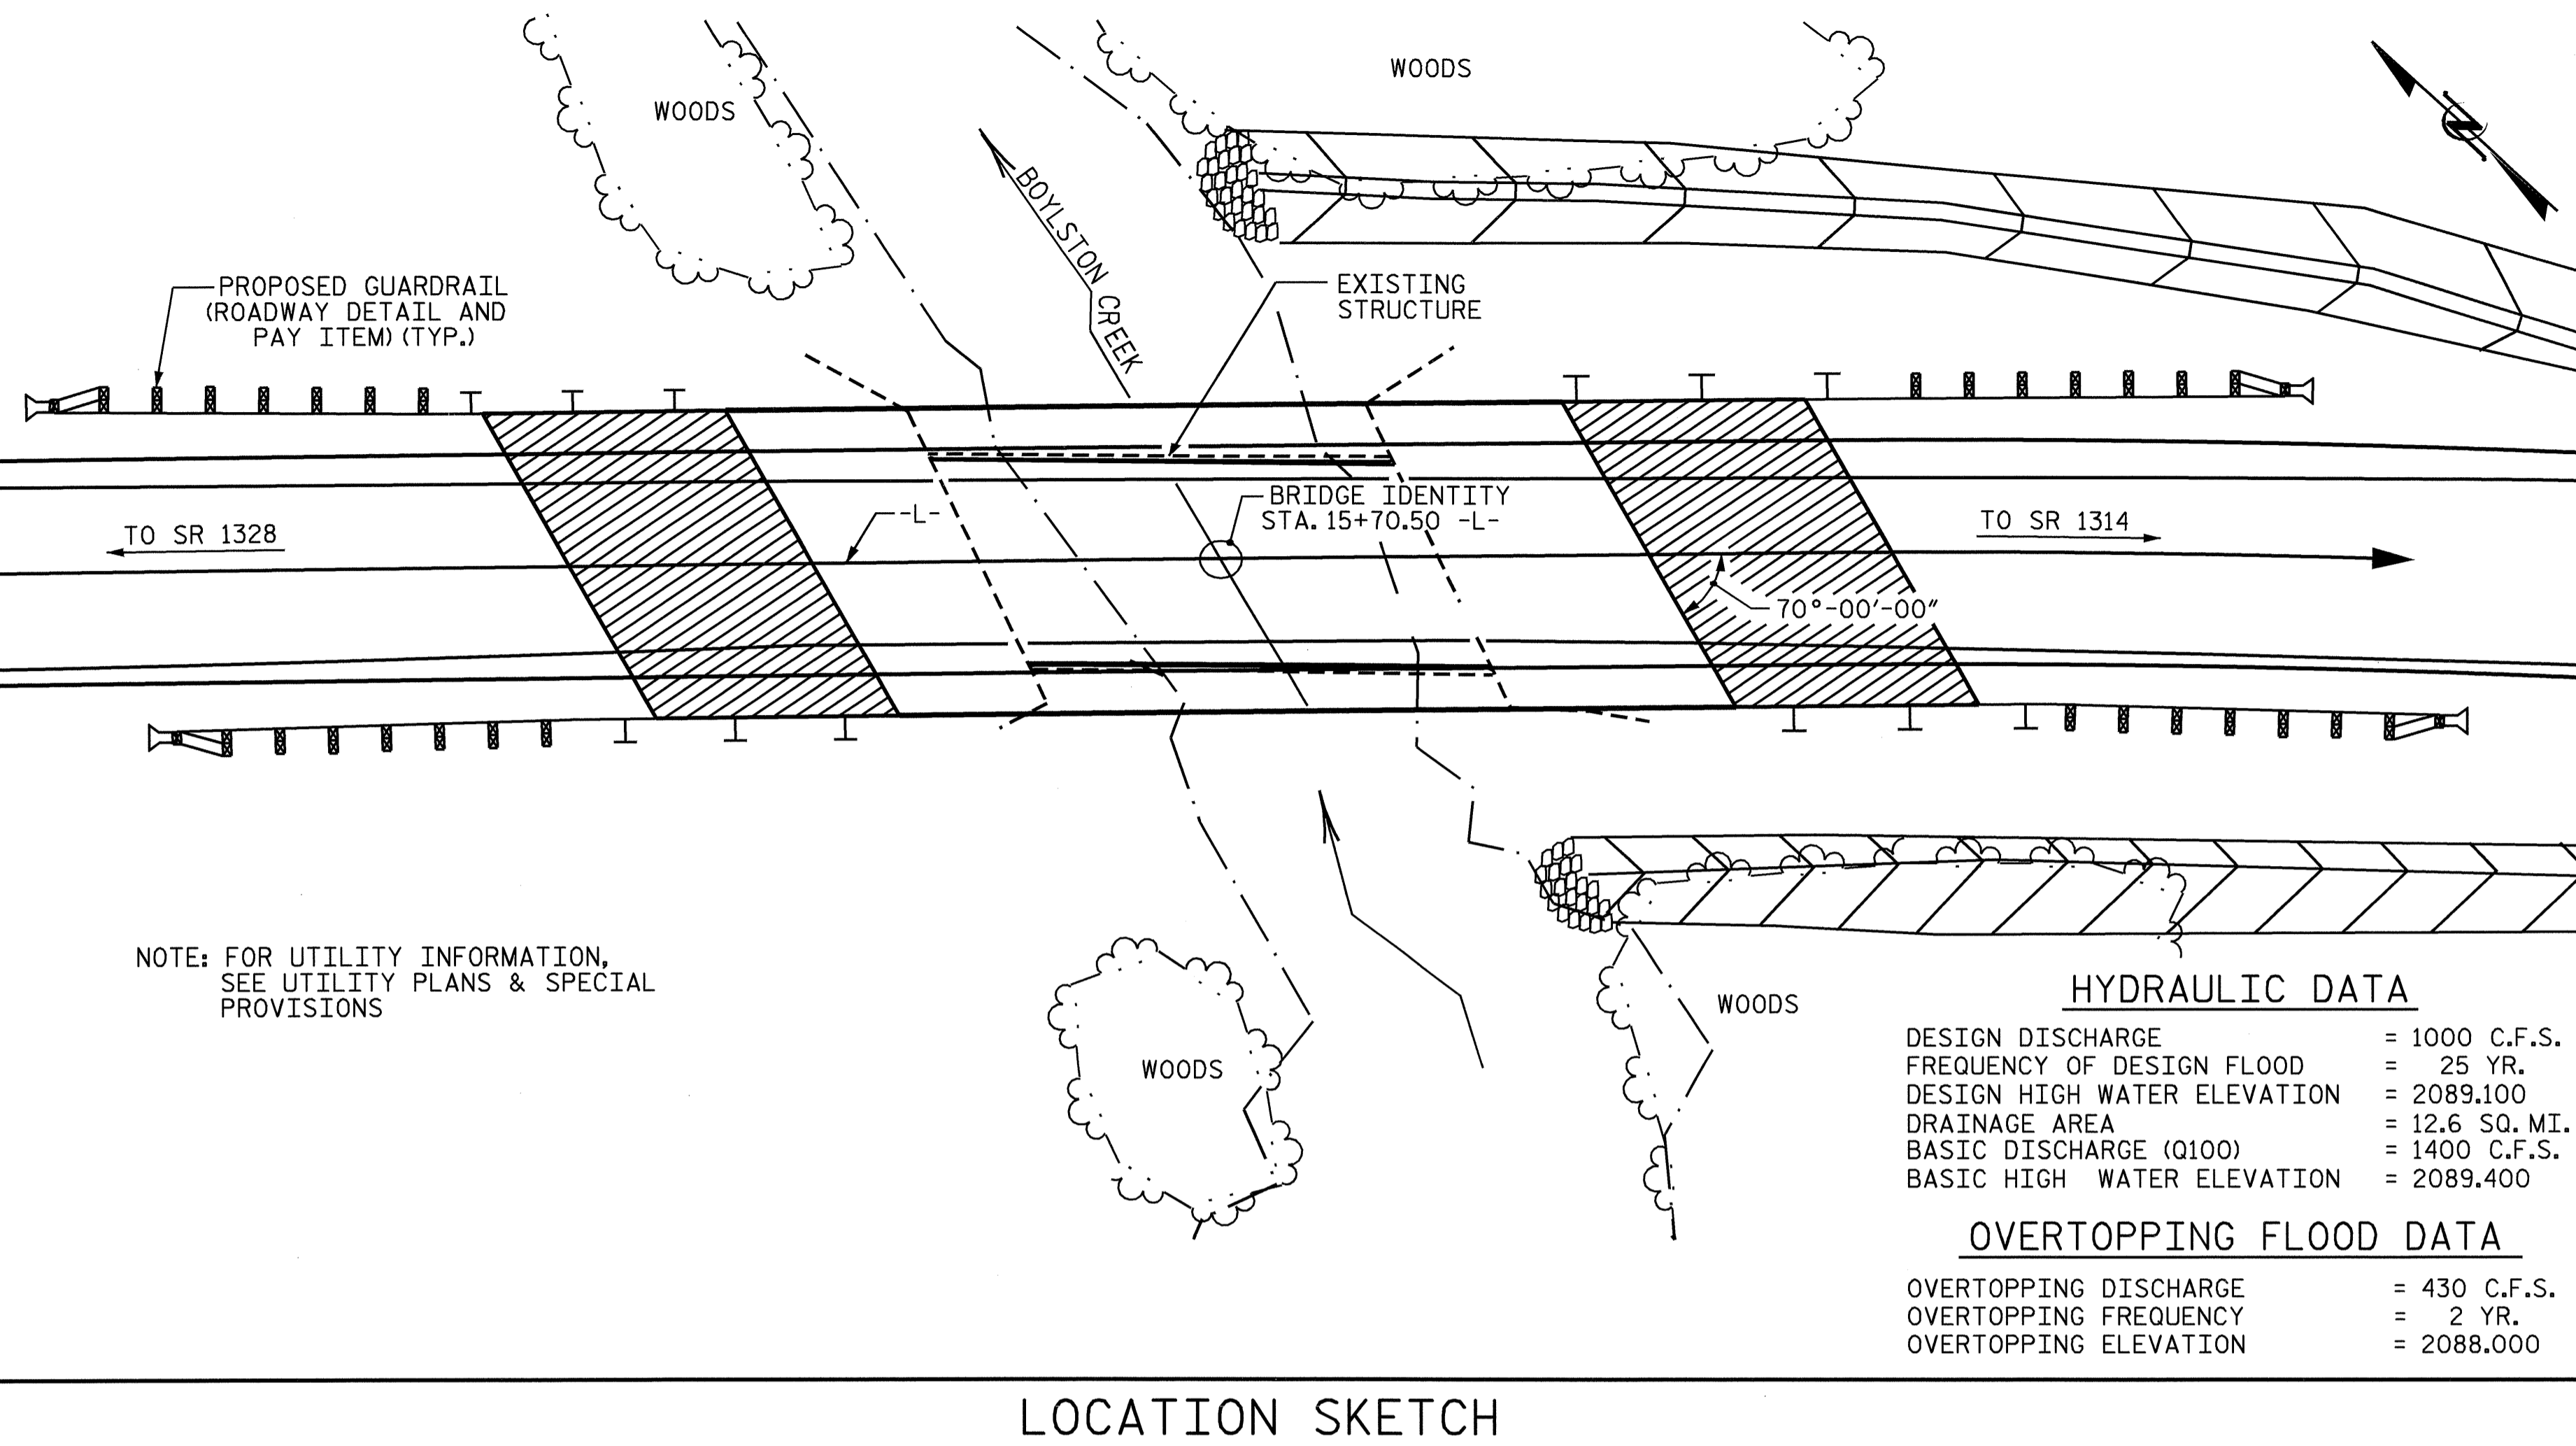 WOODS
WOODS
N
BOYLSTON CREEK
PROPOSED GUARDRAIL
(ROADWAY DETAIL AND
PAY ITEM) (TYP.)
EXISTING
STRUCTURE
BRIDGE IDENTITY
STA. 15+70.50 -L-
-L-
TO SR 1328
TO SR 1314
70°-00'-00"
NOTE: FOR UTILITY INFORMATION,
SEE UTILITY PLANS & SPECIAL
PROVISIONS
WOODS
WOODS
HYDRAULIC DATA
DESIGN DISCHARGE = 1000 C.F.S.
FREQUENCY OF DESIGN FLOOD = 25 YR.
DESIGN HIGH WATER ELEVATION = 2089.100
DRAINAGE AREA = 12.6 SQ. MI.
BASIC DISCHARGE (Q100) = 1400 C.F.S.
BASIC HIGH WATER ELEVATION = 2089.400
OVERTOPPING FLOOD DATA
OVERTOPPING DISCHARGE = 430 C.F.S.
OVERTOPPING FREQUENCY = 2 YR.
OVERTOPPING ELEVATION = 2088.000
LOCATION SKETCH